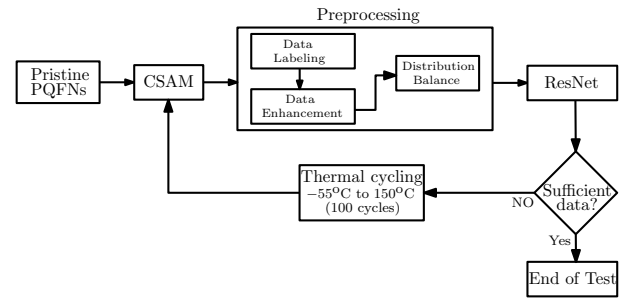 Preprocessing
Pristine
PQFNs
CSAM
Data
Labeling
Data
Enhancement
Distribution
Balance
ResNet
Thermal cycling
−55°C to 150°C
(100 cycles)
Sufficient
data?
NO
Yes
End of Test